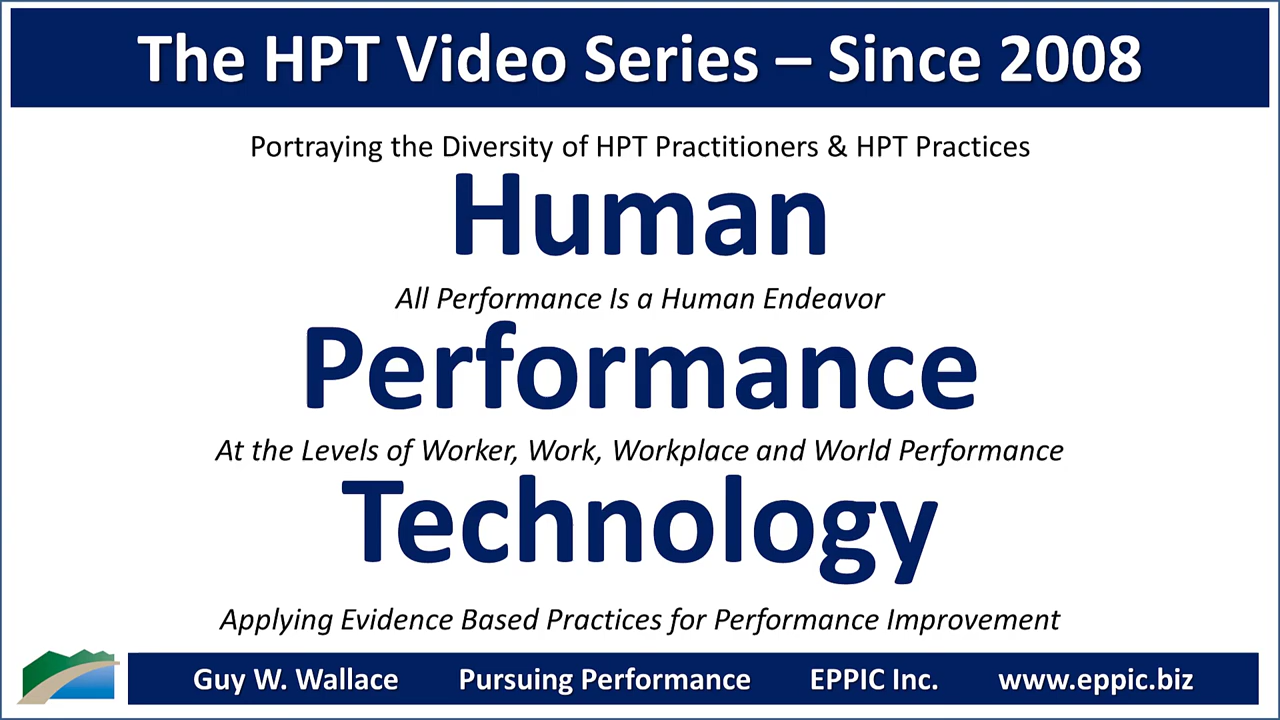 The HPT Video Series – Since 2008
Portraying the Diversity of HPT Practitioners & HPT Practices
Human
All Performance Is a Human Endeavor
Performance
At the Levels of Worker, Work, Workplace and World Performance
Technology
Applying Evidence Based Practices for Performance Improvement
Guy W. Wallace Pursuing Performance EPPIC Inc. www.eppic.biz